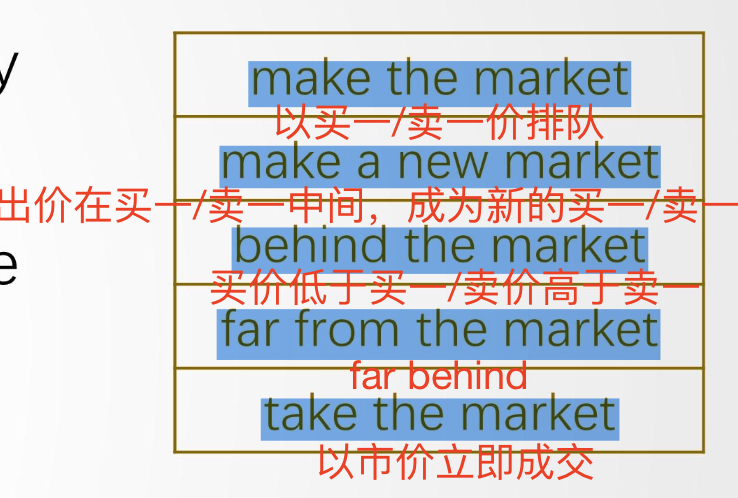 y
make the market
以买一/卖一价排队
make a new market
出价在买一/卖一中间，成为新的买一/卖一
e
behind the market
买价低于买一/卖价高于卖一
far from the market
far behind
take the market
以市价立即成交